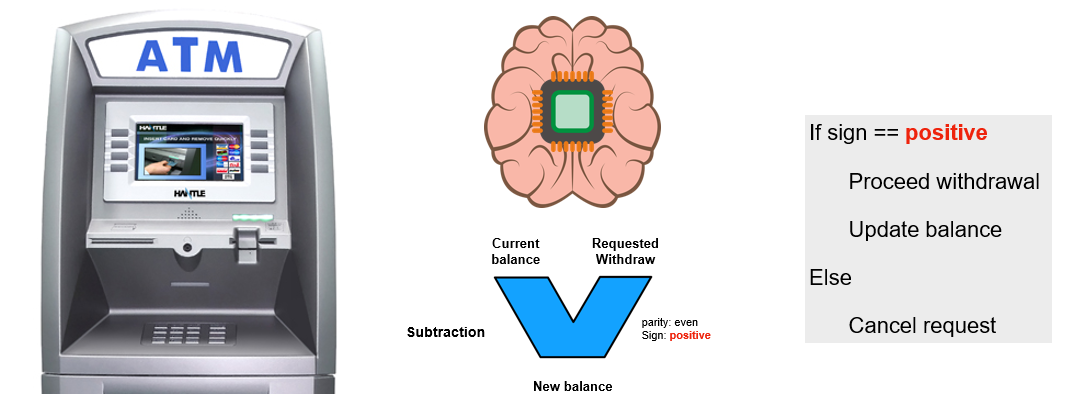 ATM
HANTLE
INSERT CARD AND REMOVE QUICKLY
HANTLE
Current
balance
Requested
Withdraw
Subtraction
parity: even
Sign: positive
New balance
If sign == positive
Proceed withdrawal
Update balance
Else
Cancel request